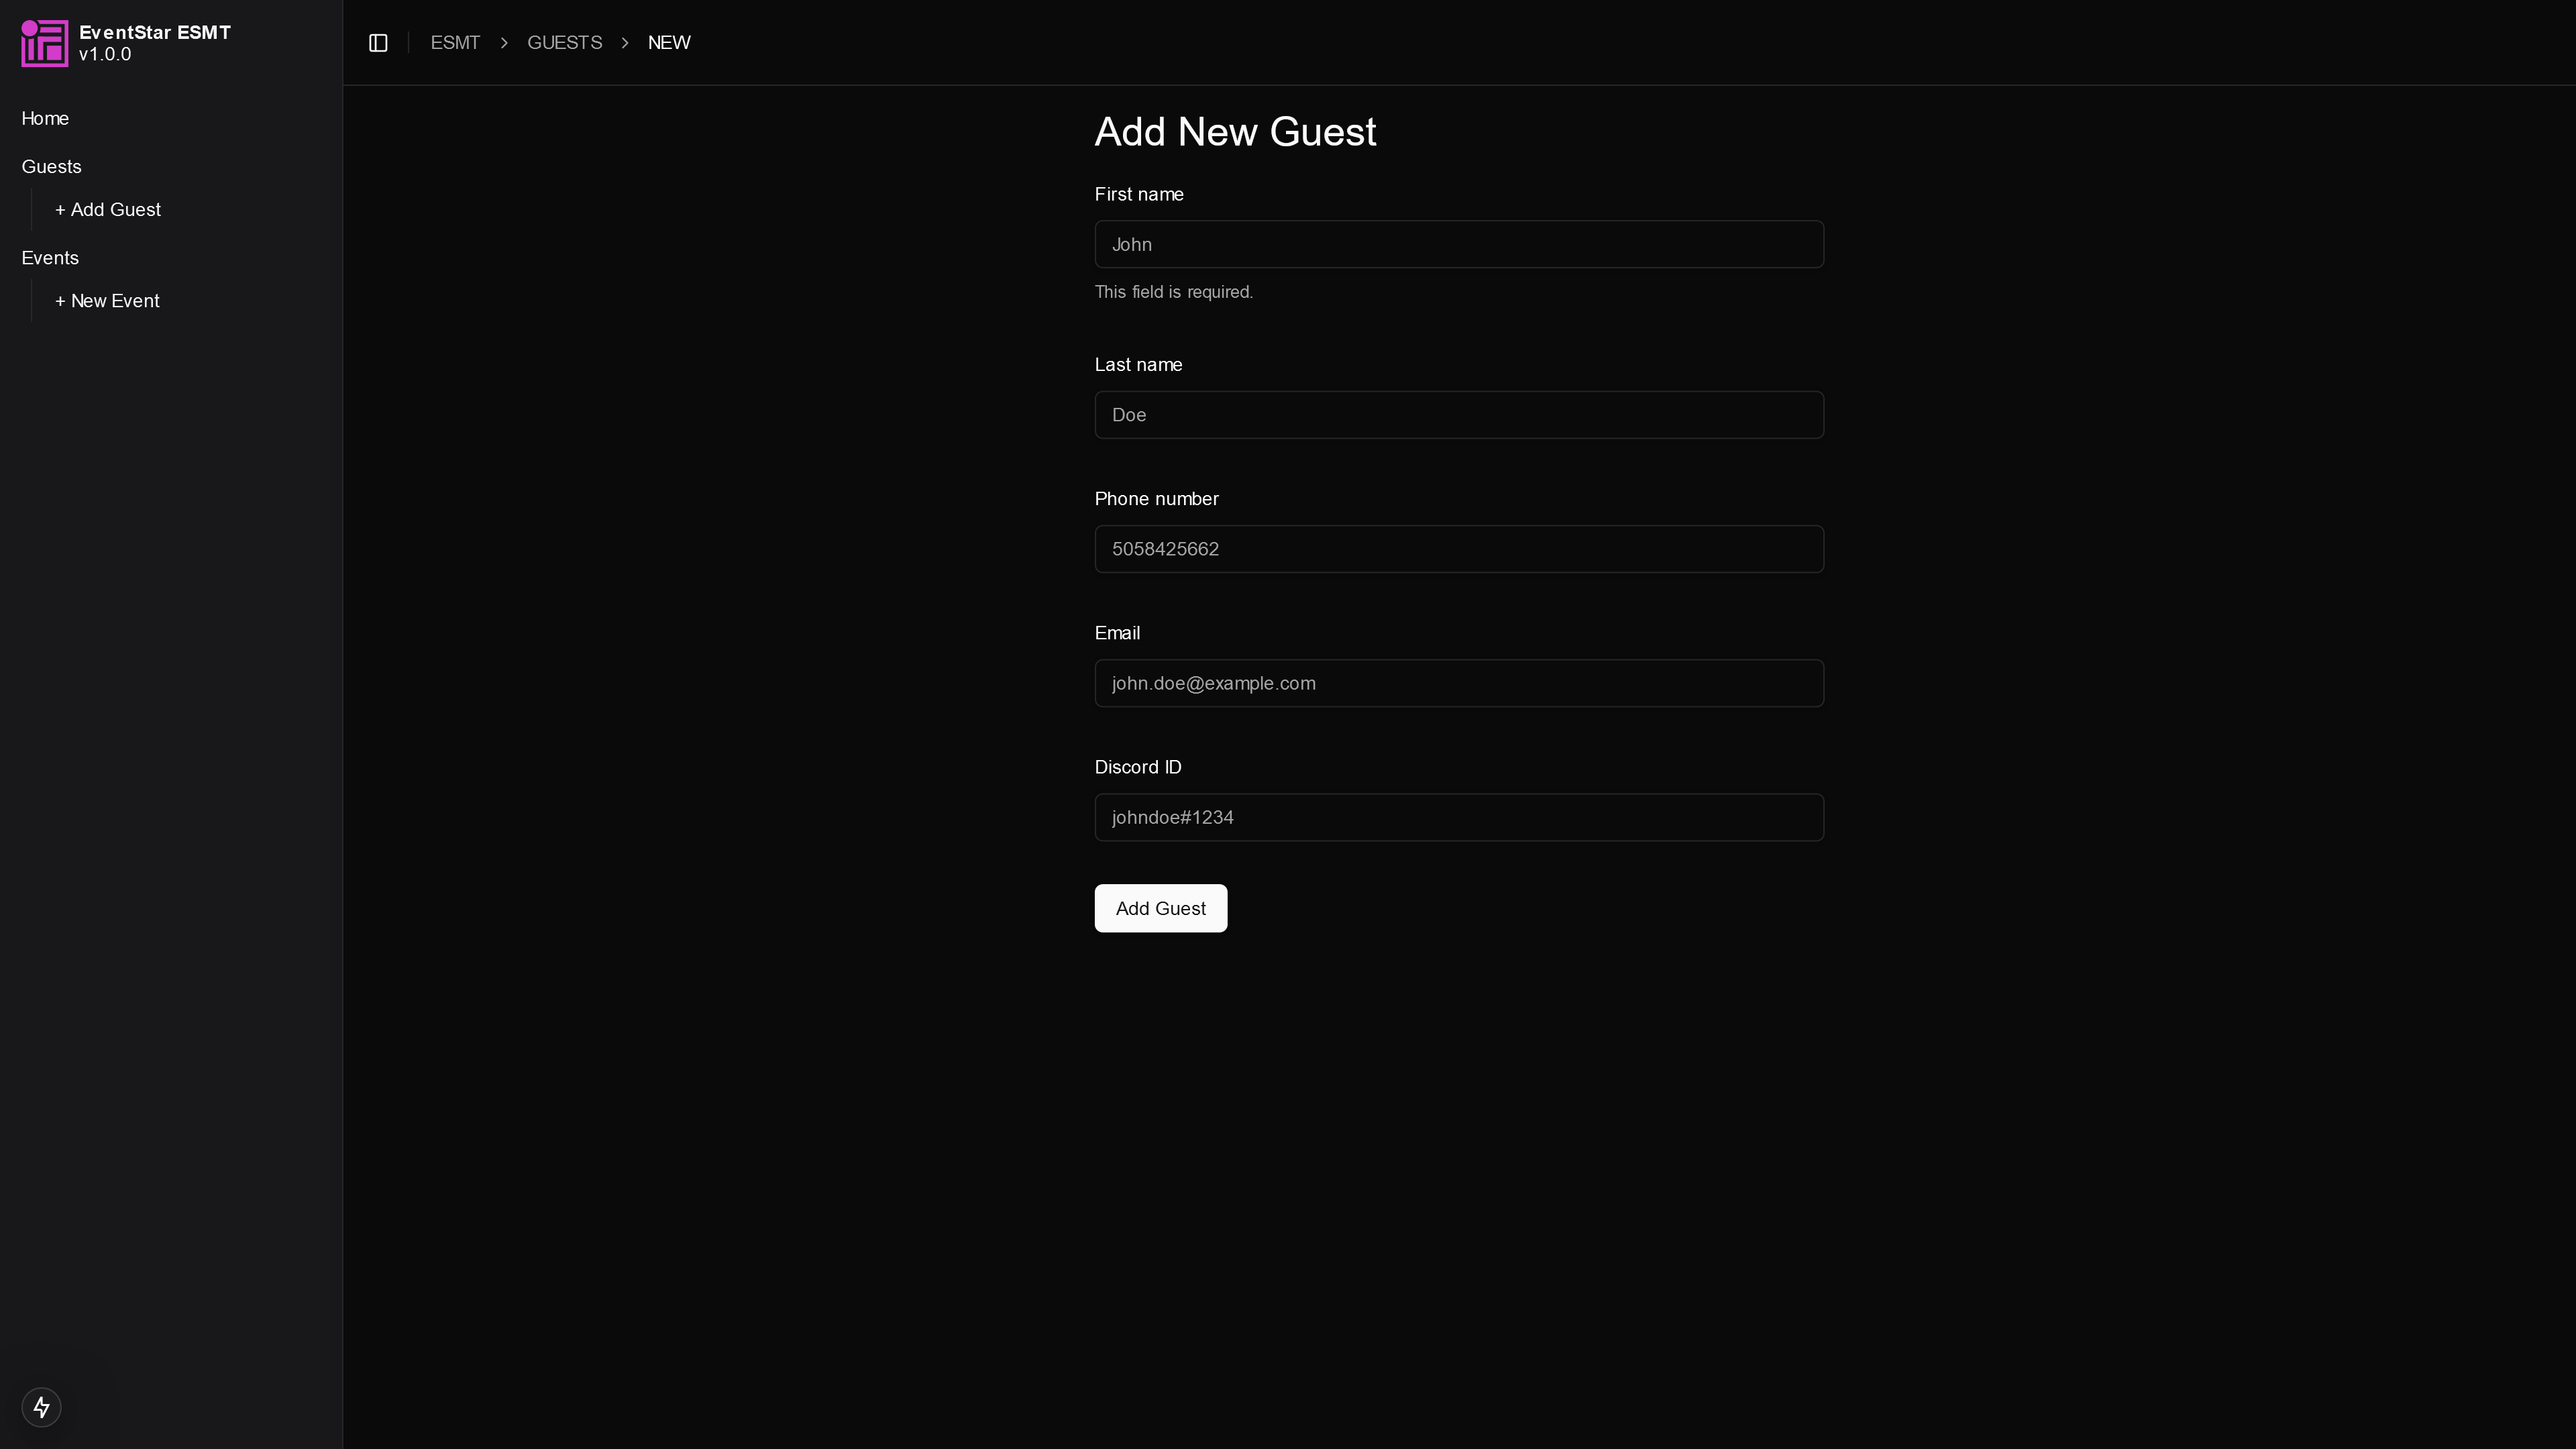 EventStar ESMT
v1.0.0
Home
Guests
+ Add Guest
Events
+ New Event
ESMT > GUESTS > NEW
Add New Guest
First name
John
This field is required.
Last name
Doe
Phone number
5058425662
Email
john.doe@example.com
Discord ID
johndoe#1234
Add Guest